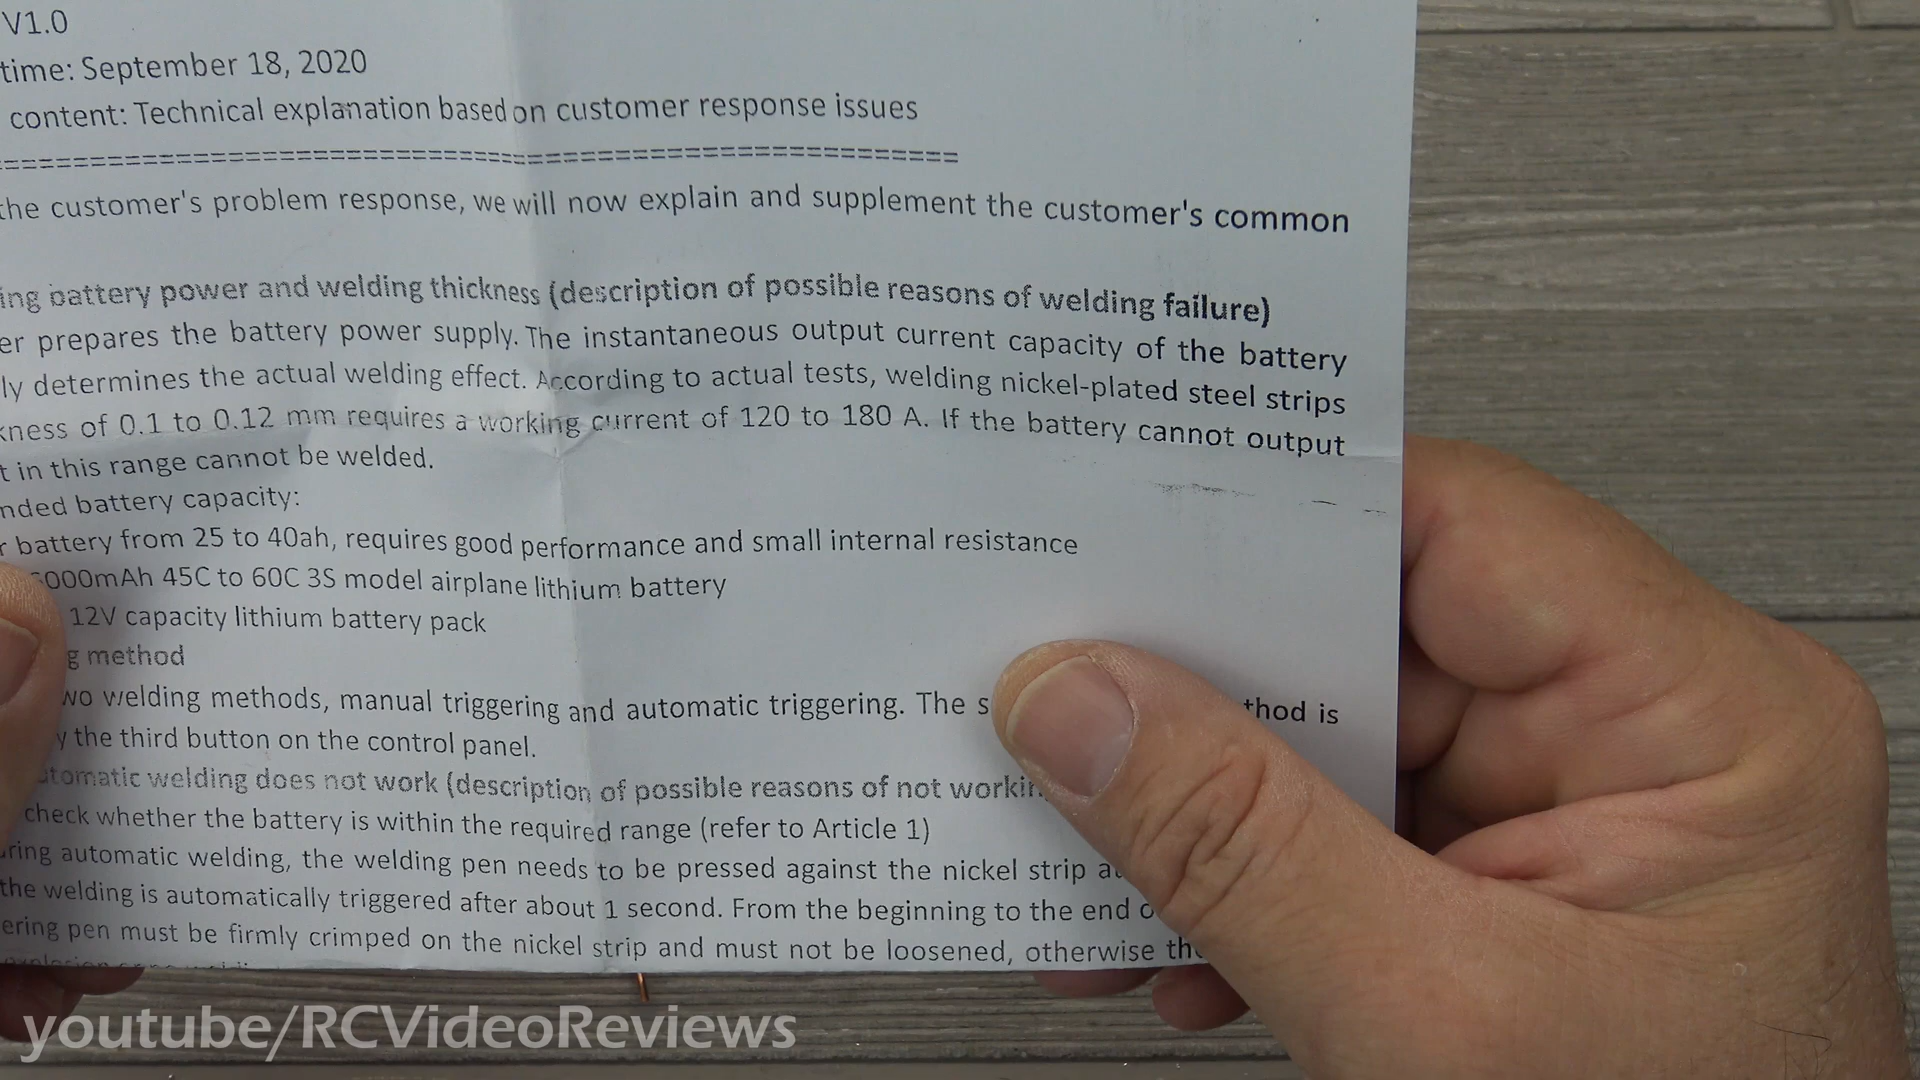 V1.0
time: September 18, 2020
content: Technical explanation based on customer response issues
================================================================
the customer's problem response, we will now explain and supplement the customer's common
ing battery power and welding thickness (description of possible reasons of welding failure)
er prepares the battery power supply. The instantaneous output current capacity of the battery
ly determines the actual welding effect. According to actual tests, welding nickel-plated steel strips
kness of 0.1 to 0.12 mm requires a working current of 120 to 180 A. If the battery cannot output
t in this range cannot be welded.
nded battery capacity:
r battery from 25 to 40ah, requires good performance and small internal resistance
000mAh 45C to 60C 3S model airplane lithium battery
12V capacity lithium battery pack
g method
wo welding methods, manual triggering and automatic triggering. The s thod is
y the third button on the control panel.
utomatic welding does not work (description of possible reasons of not workin
check whether the battery is within the required range (refer to Article 1)
uring automatic welding, the welding pen needs to be pressed against the nickel strip a
the welding is automatically triggered after about 1 second. From the beginning to the end o
ering pen must be firmly crimped on the nickel strip and must not be loosened, otherwise th
youtube/RCVideoReviews